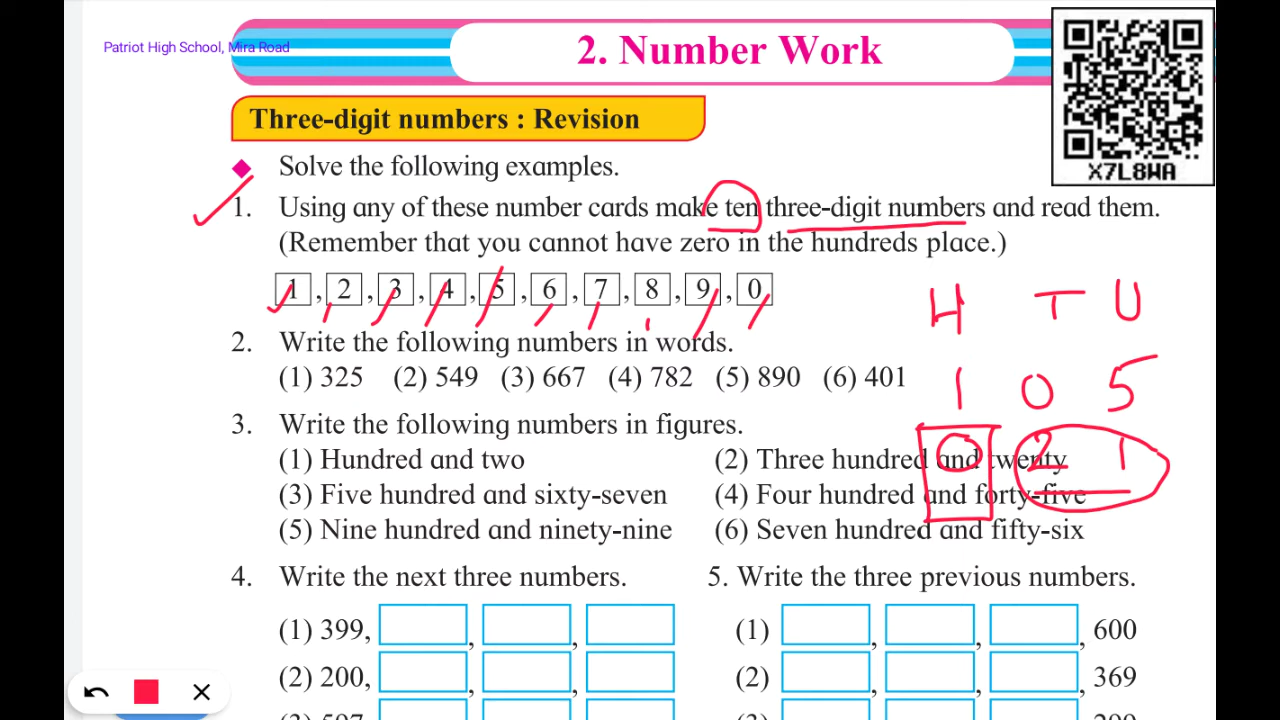 Patriot High School, Mira Road
2. Number Work
X7L8WA
Three-digit numbers : Revision
Solve the following examples.
1. Using any of these number cards make ten three-digit numbers and read them.
(Remember that you cannot have zero in the hundreds place.)
1 , 2 , 3 , 4 , 5 , 6 , 7 , 8 , 9 , 0
H T U
2. Write the following numbers in words.
(1) 325 (2) 549 (3) 667 (4) 782 (5) 890 (6) 401
1 0 5
3. Write the following numbers in figures.
(1) Hundred and two (2) Three hundred and twenty
0 2 1
(3) Five hundred and sixty-seven (4) Four hundred and forty-five
(5) Nine hundred and ninety-nine (6) Seven hundred and fifty-six
4. Write the next three numbers. 5. Write the three previous numbers.
(1) 399, , , (1) , , , 600
(2) 200, , , (2) , , , 369